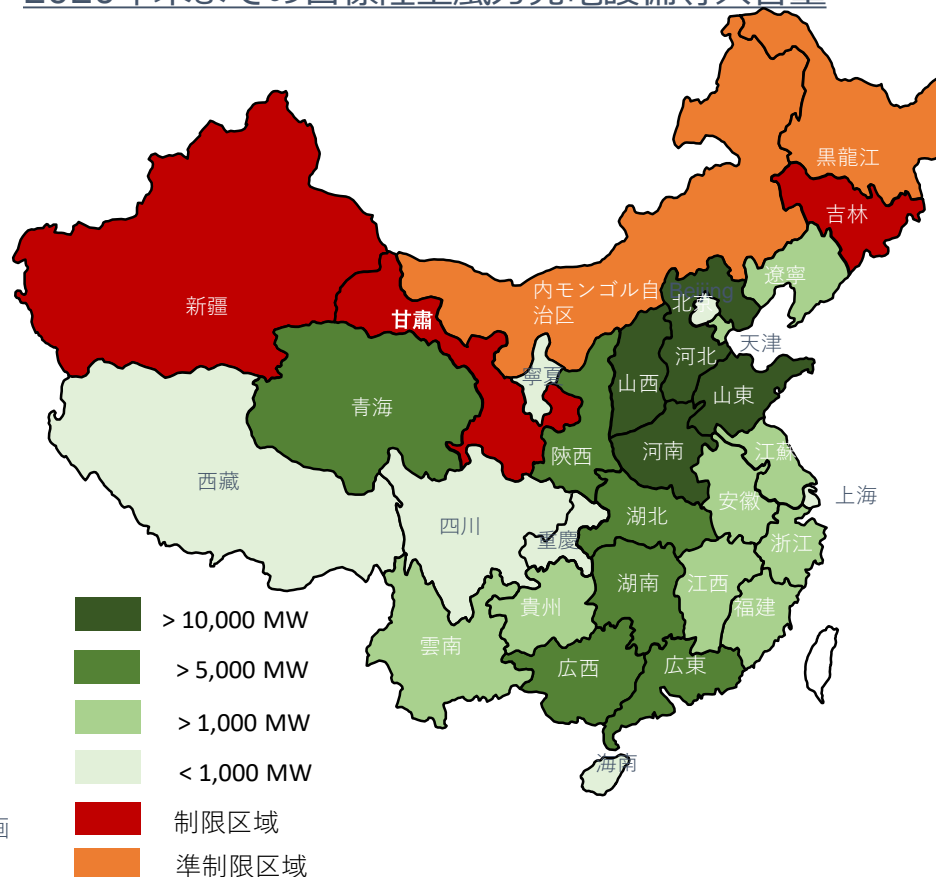 黒龍江
吉林
遼寧
新疆
内モンゴル自
治区
Beijing
北京
甘肅
天津
河北
寧夏
山西
山東
青海
陝西
河南
江蘇
西藏
安徽
上海
四川
湖北
重慶
浙江
湖南
江西
貴州
福建
雲南
広西
広東
海南
> 10,000 MW
> 5,000 MW
> 1,000 MW
< 1,000 MW
制限区域
画
準制限区域